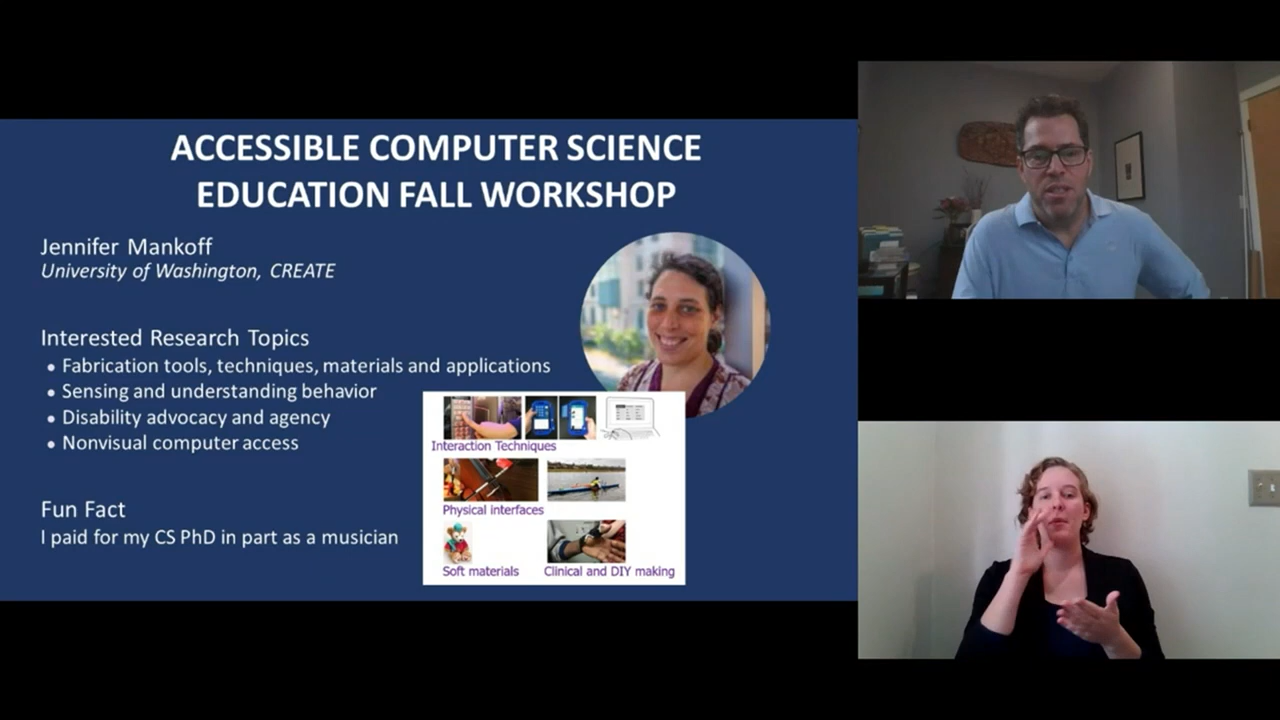 ACCESSIBLE COMPUTER SCIENCE
EDUCATION FALL WORKSHOP
Jennifer Mankoff
University of Washington, CREATE
Interested Research Topics
• Fabrication tools, techniques, materials and applications
• Sensing and understanding behavior
• Disability advocacy and agency
• Nonvisual computer access
Fun Fact
I paid for my CS PhD in part as a musician
Interaction Techniques
Physical interfaces
Soft materials
Clinical and DIY making